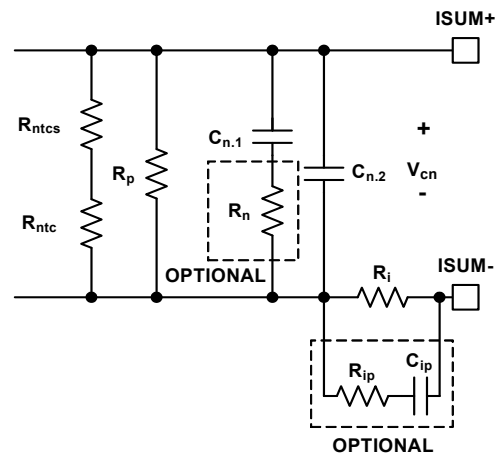 ISUM+
Rntcs
Cn.1
+
Rp
Cn.2
Vcn
-
Rn
Rntc
OPTIONAL
Ri
ISUM-
Rip
Cip
OPTIONAL